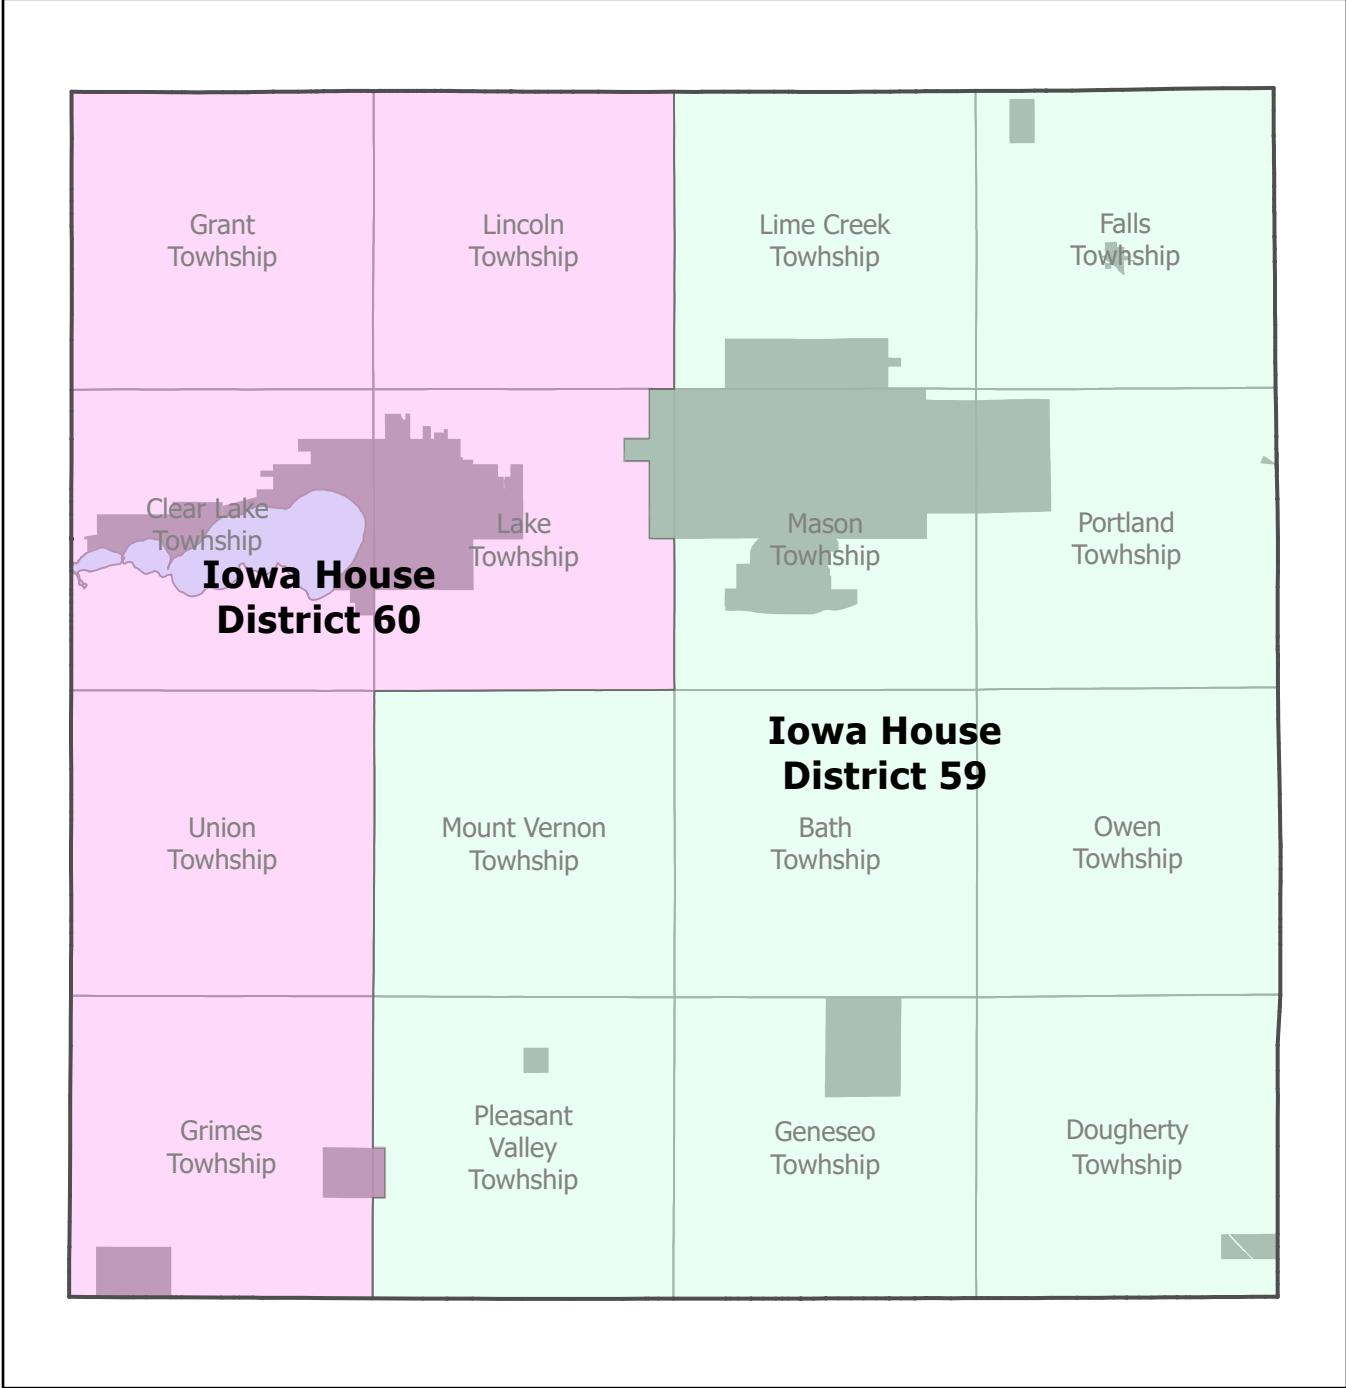 Grant
Towhship
Lincoln
Towhship
Lime Creek
Towhship
Falls
Towhship
Clear Lake
Towhship
Lake
Towhship
Mason
Towhship
Portland
Towhship
Iowa House
District 60
Iowa House
District 59
Union
Towhship
Mount Vernon
Towhship
Bath
Towhship
Owen
Towhship
Grimes
Towhship
Pleasant
Valley
Towhship
Geneseo
Towhship
Dougherty
Towhship